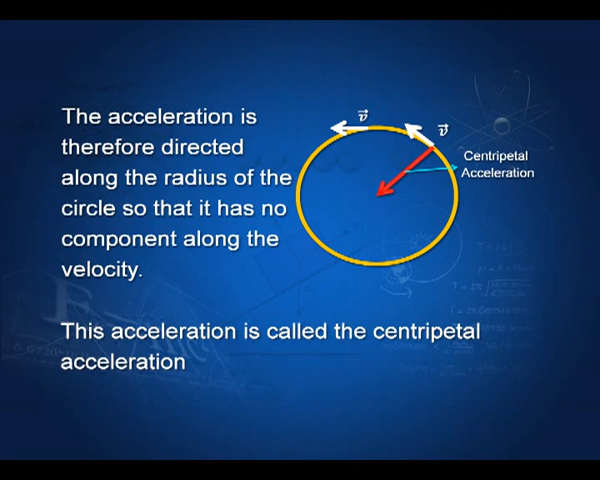 The acceleration is
therefore directed
along the radius of the
circle so that it has no
component along the
velocity.
v⃗
v⃗
Centripetal
Acceleration
This acceleration is called the centripetal
acceleration